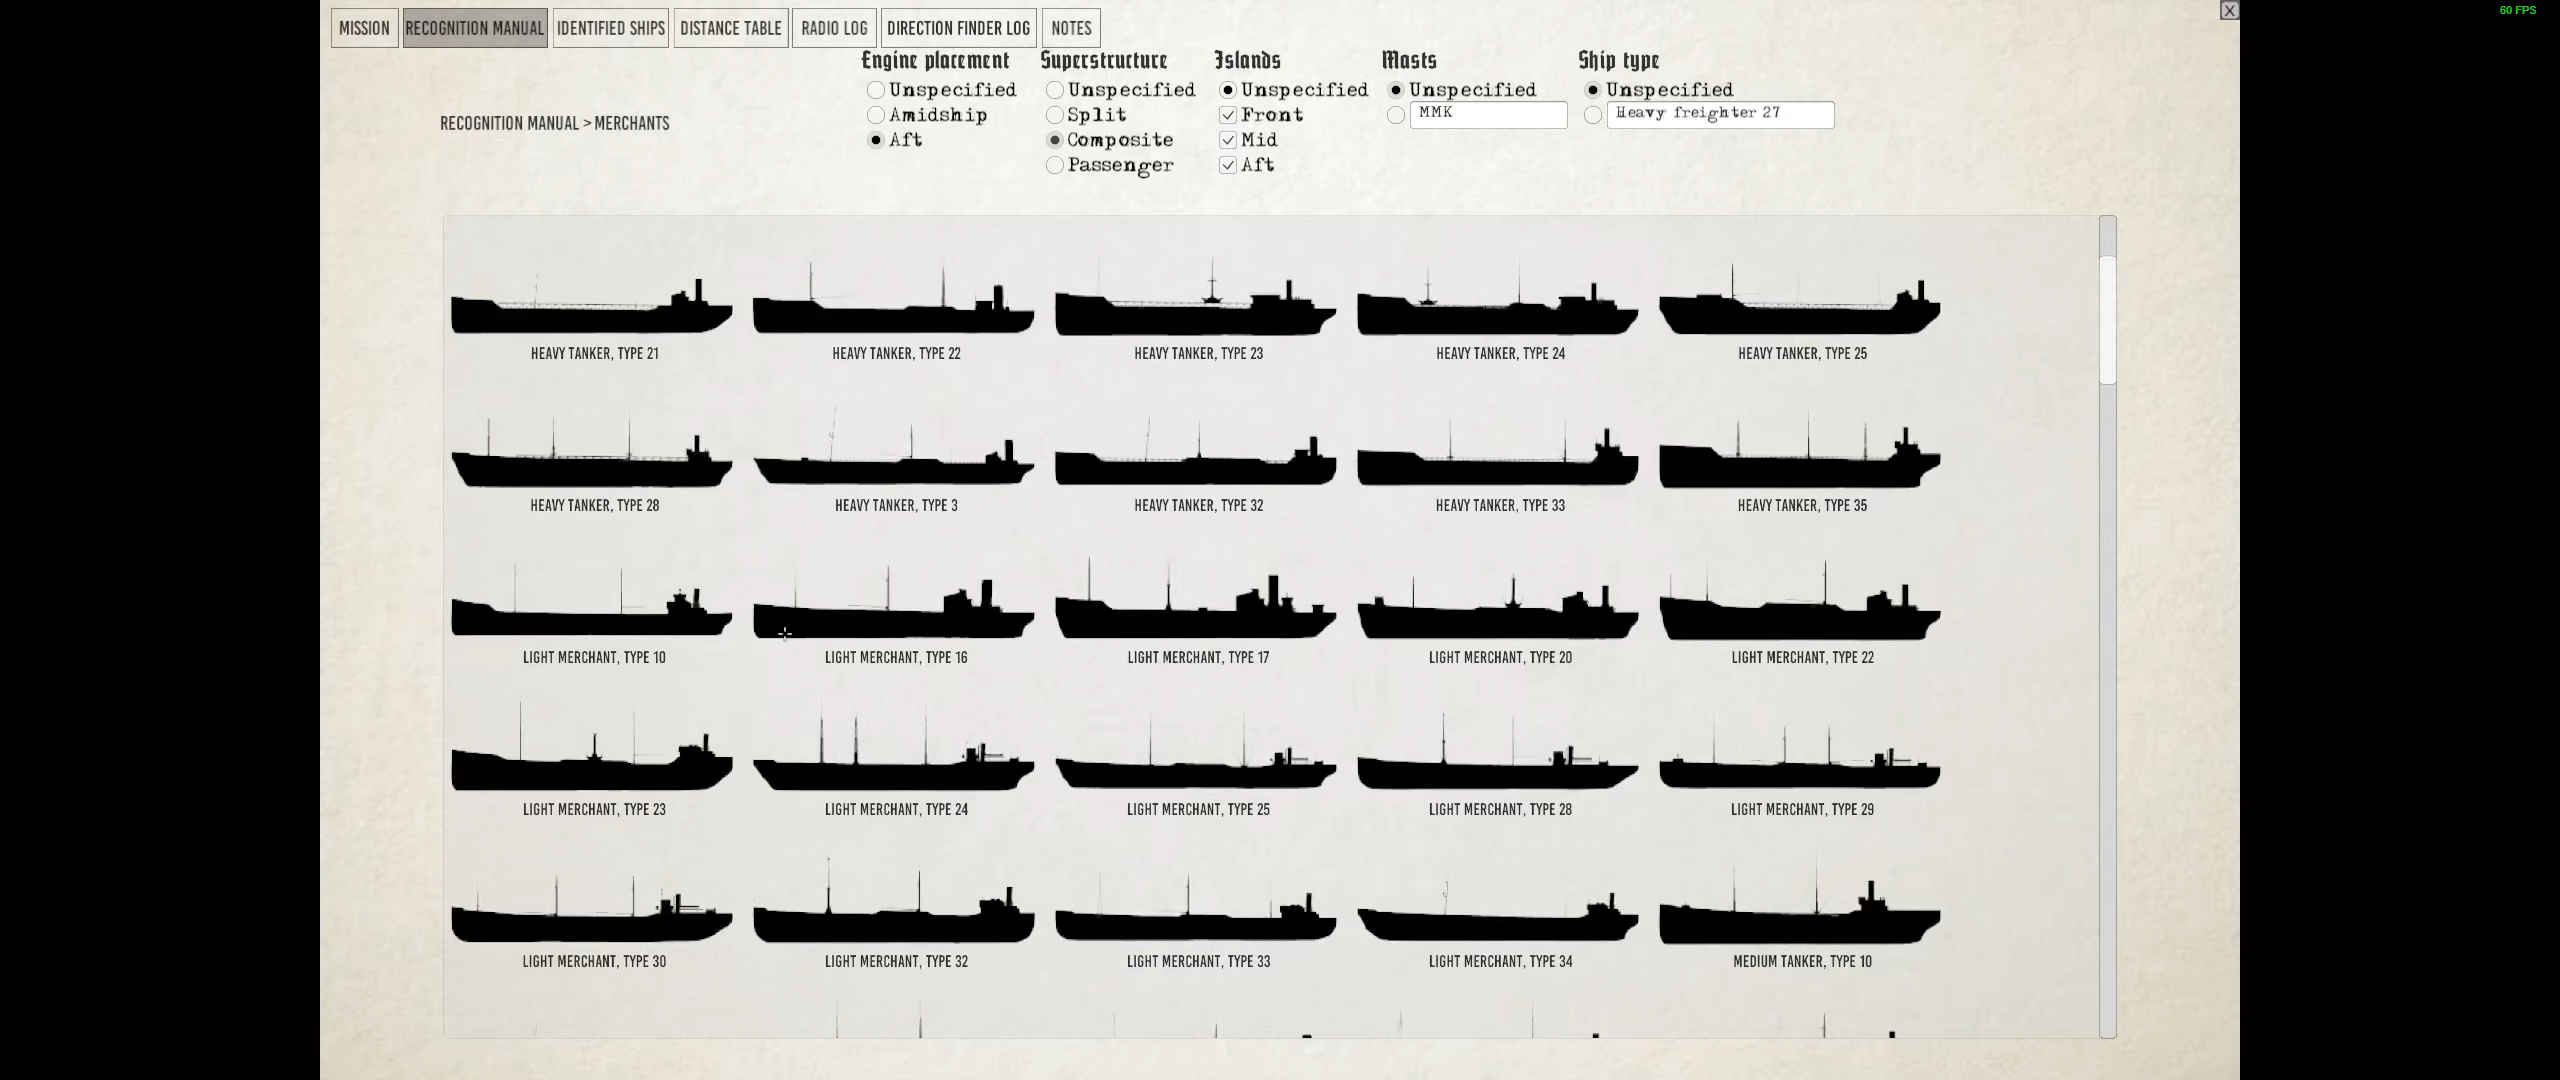 60 FPS
X
MISSION RECOGNITION MANUAL IDENTIFIED SHIPS DISTANCE TABLE RADIO LOG DIRECTION FINDER LOG NOTES
Engine placement Superstructure Islands Masts Ship type
Unspecified Unspecified Unspecified Unspecified Unspecified
Amidship Split Front MMK Heavy freighter 27
RECOGNITION MANUAL > MERCHANTS
Aft Composite Mid
Passenger Aft
HEAVY TANKER, TYPE 21 HEAVY TANKER, TYPE 22 HEAVY TANKER, TYPE 23 HEAVY TANKER, TYPE 24 HEAVY TANKER, TYPE 25
HEAVY TANKER, TYPE 28 HEAVY TANKER, TYPE 3 HEAVY TANKER, TYPE 32 HEAVY TANKER, TYPE 33 HEAVY TANKER, TYPE 35
LIGHT MERCHANT, TYPE 10 LIGHT MERCHANT, TYPE 16 LIGHT MERCHANT, TYPE 17 LIGHT MERCHANT, TYPE 20 LIGHT MERCHANT, TYPE 22
LIGHT MERCHANT, TYPE 23 LIGHT MERCHANT, TYPE 24 LIGHT MERCHANT, TYPE 25 LIGHT MERCHANT, TYPE 28 LIGHT MERCHANT, TYPE 29
LIGHT MERCHANT, TYPE 30 LIGHT MERCHANT, TYPE 32 LIGHT MERCHANT, TYPE 33 LIGHT MERCHANT, TYPE 34 MEDIUM TANKER, TYPE 10